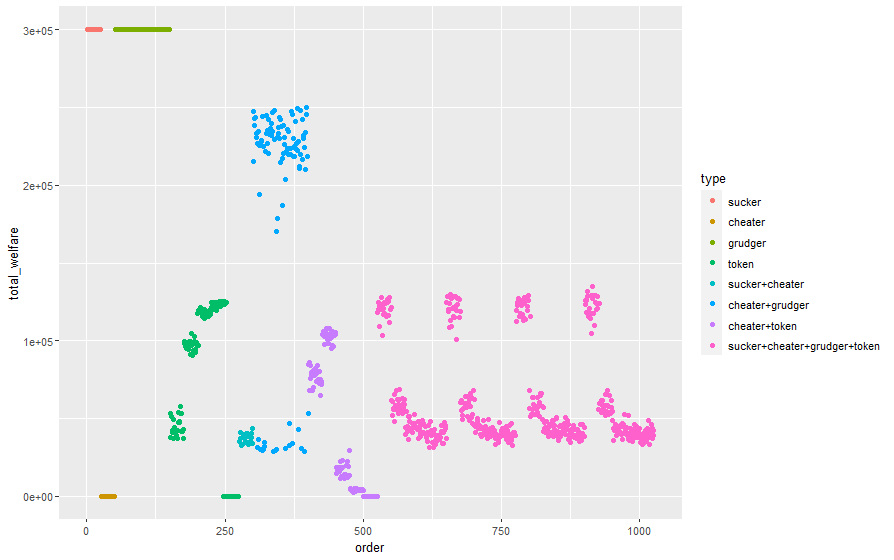 total_welfare
3e+05
2e+05
1e+05
0e+00
0
250
500
750
1000
order
type
sucker
cheater
grudger
token
sucker+cheater
cheater+grudger
cheater+token
sucker+cheater+grudger+token